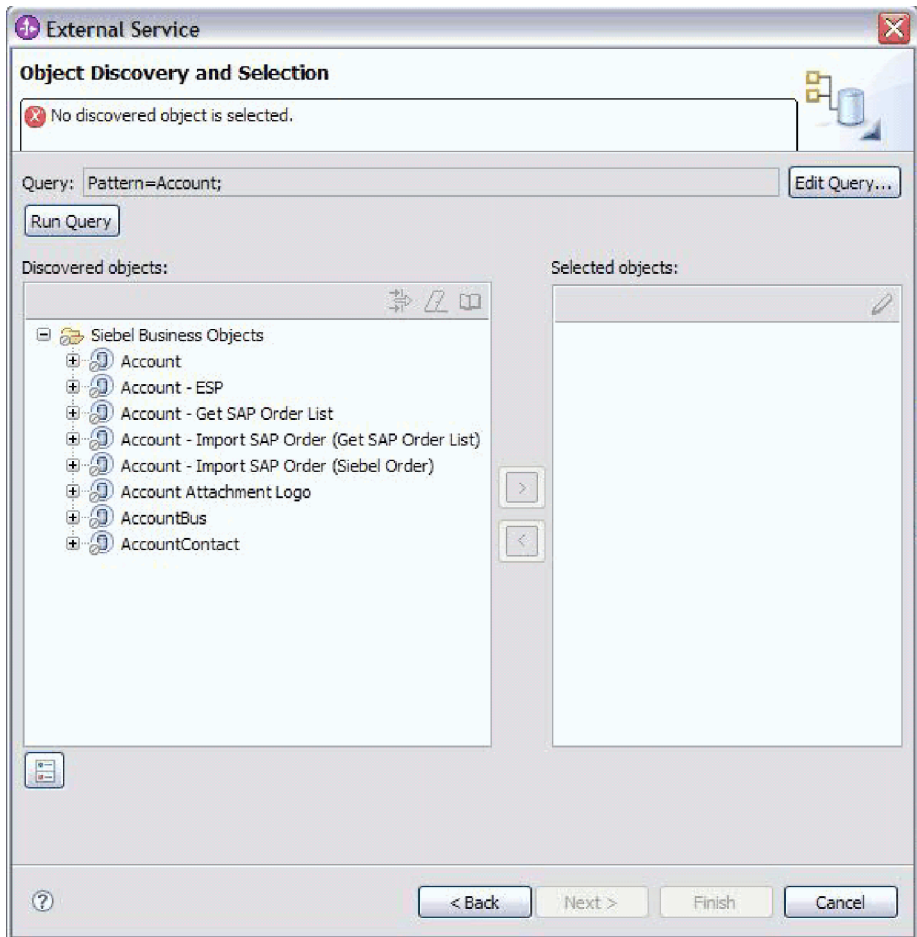 External Service
Object Discovery and Selection
No discovered object is selected.
Query: Pattern=Account; Edit Query...
Run Query
Discovered objects: Selected objects:
Siebel Business Objects
Account
Account - ESP
Account - Get SAP Order List
Account - Import SAP Order (Get SAP Order List)
Account - Import SAP Order (Siebel Order)
Account Attachment Logo
AccountBus
AccountContact
>
<
< Back Next > Finish Cancel